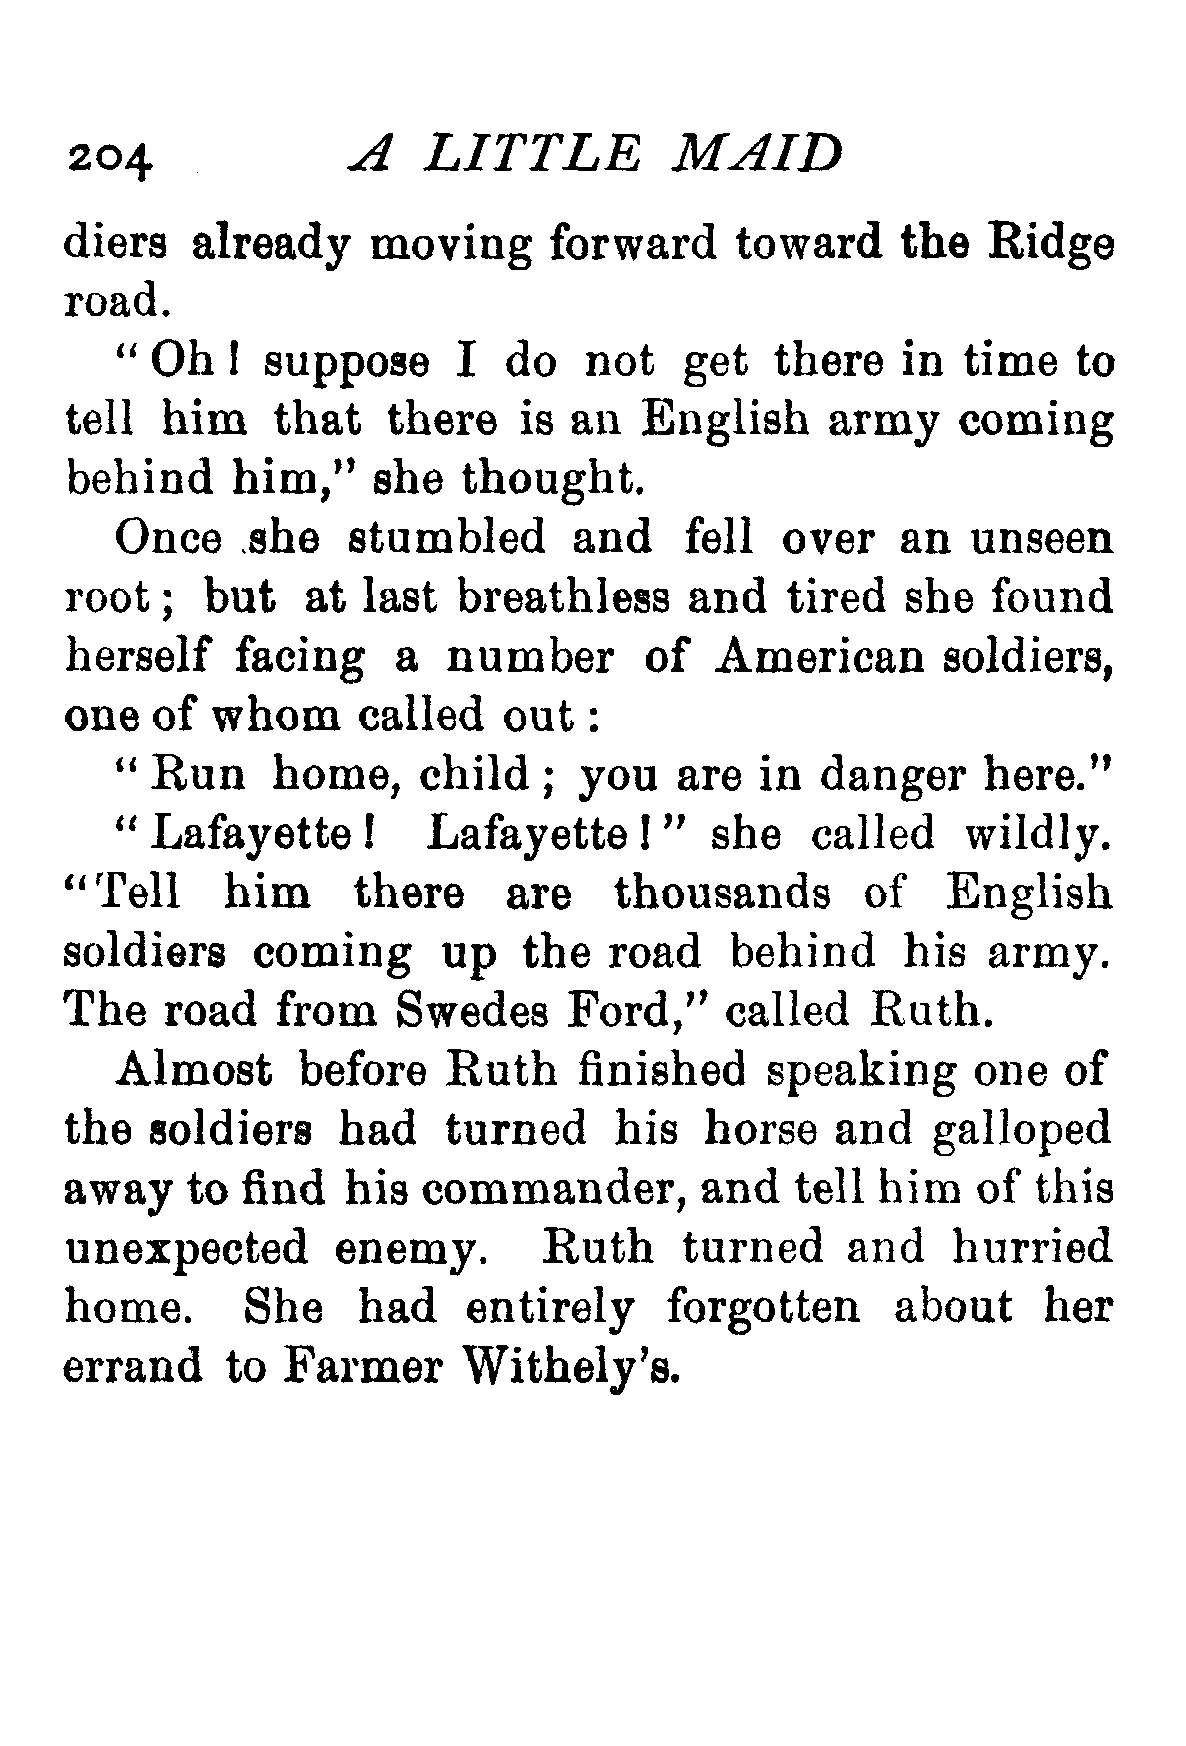 204 A LITTLE MAID
diers already moving forward toward the Ridge
road.
“Oh! suppose I do not get there in time to
tell him that there is an English army coming
behind him,” she thought.
Once she stumbled and fell over an unseen
root; but at last breathless and tired she found
herself facing a number of American soldiers,
one of whom called out:
“Run home, child; you are in danger here.”
“Lafayette! Lafayette!” she called wildly.
“Tell him there are thousands of English
soldiers coming up the road behind his army.
The road from Swedes Ford,” called Ruth.
Almost before Ruth finished speaking one of
the soldiers had turned his horse and galloped
away to find his commander, and tell him of this
unexpected enemy. Ruth turned and hurried
home. She had entirely forgotten about her
errand to Farmer Withely’s.